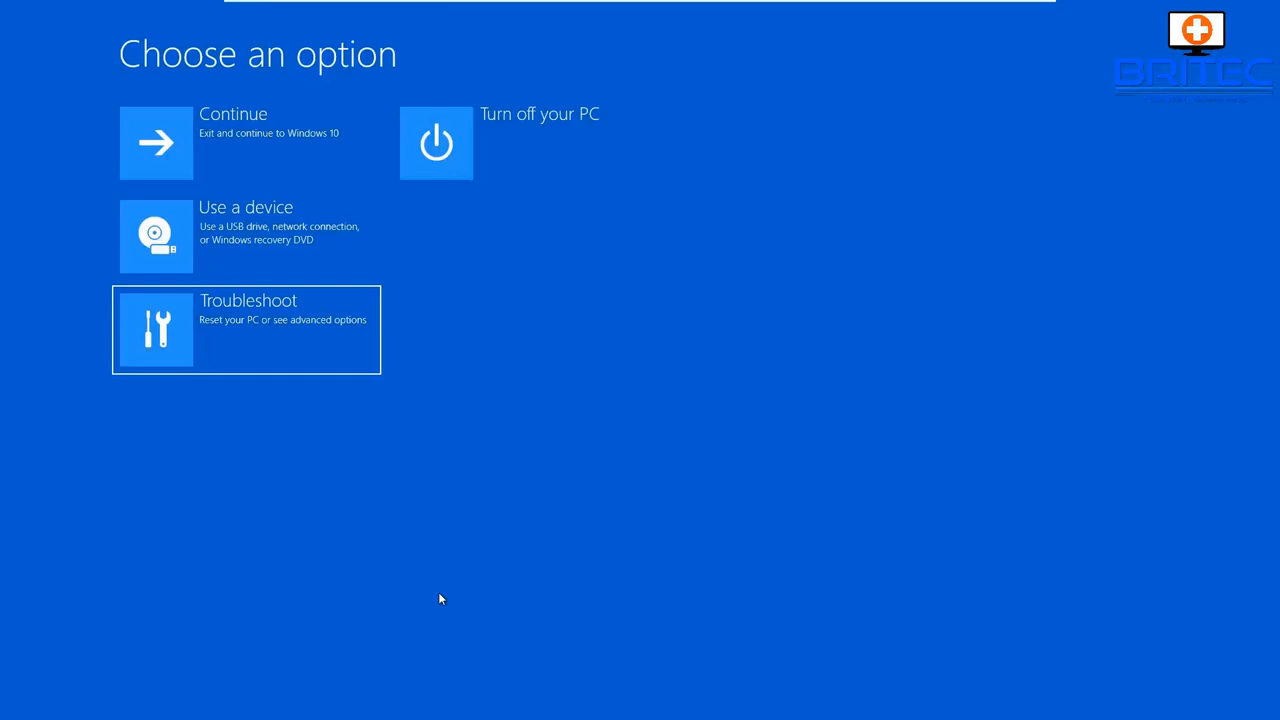 Choose an option
Continue
Exit and continue to Windows 10
Turn off your PC
Use a device
Use a USB drive, network connection,
or Windows recovery DVD
Troubleshoot
Reset your PC or see advanced options
BRITEC